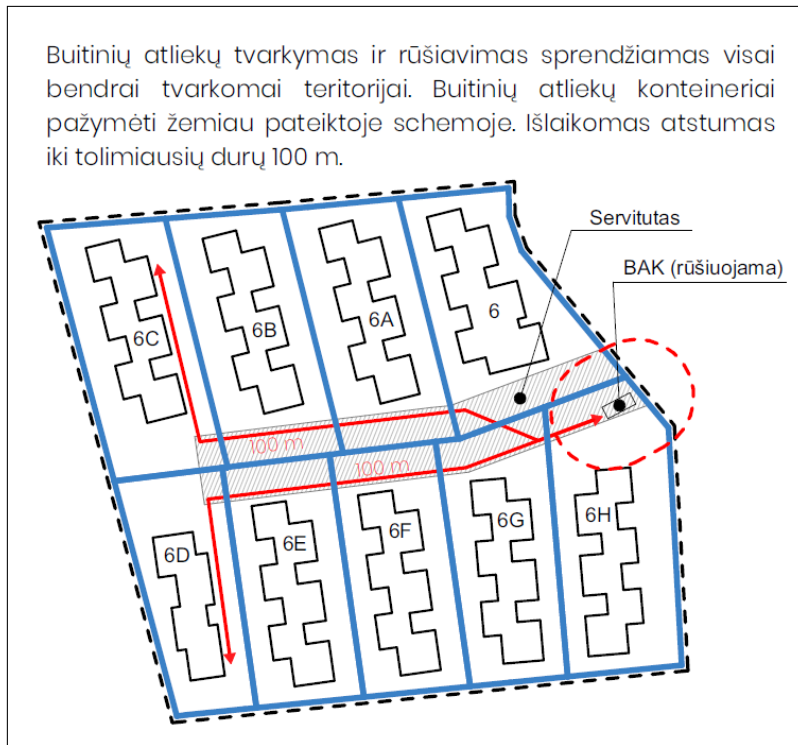 Buitinių atliekų tvarkymas ir rūšiavimas sprendžiamas visai
bendrai tvarkomai teritorijai. Buitinių atliekų konteineriai
pažymėti žemiau pateiktoje schemoje. Išlaikomas atstumas
iki tolimiausių durų 100 m.
Servitutas
BAK (rūšiuojama)
6C
6B
6A
6
100 m
100 m
6D
6E
6F
6G
6H